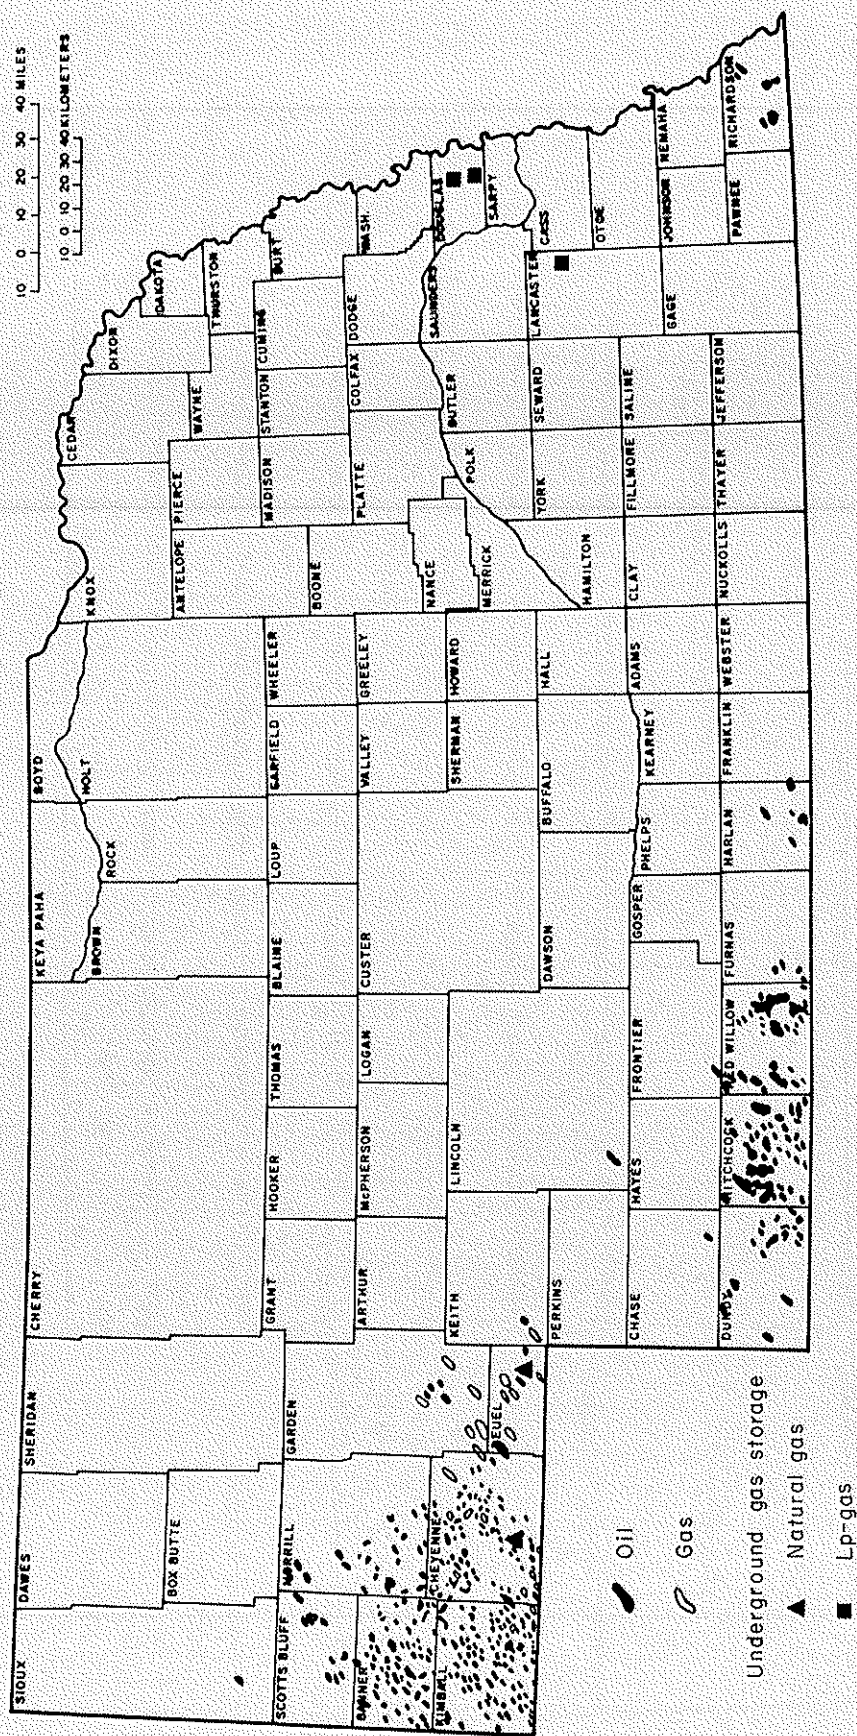 10 0 10 20 30 40 MILES
10 0 10 20 30 40 KILOMETERS
SIOUX
DAWES
SHERIDAN
CHERRY
KEYA PAHA
BOYD
BROWN
ROCK
HOLT
KNOX
CEDAR
DIXON
DAKOTA
BOX BUTTE
ANTELOPE
PIERCE
WAYNE
THURSTON
SCOTTS BLUFF
MORRILL
GARDEN
GRANT
HOOKER
THOMAS
BLAINE
LOUP
GARFIELD
WHEELER
BOONE
MADISON
STANTON
CUMING
BURT
BANNER
ARTHUR
McPHERSON
LOGAN
CUSTER
VALLEY
GREELEY
NANCE
PLATTE
COLFAX
DODGE
WASH
KIMBALL
CHEYENNE
DEUEL
KEITH
LINCOLN
SHERMAN
HOWARD
MERRICK
POLK
BUTLER
SAUNDERS
DOUGLAS
SARPY
PERKINS
DAWSON
BUFFALO
HALL
HAMILTON
YORK
SEWARD
LANCASTER
CASS
OTOE
CHASE
HAYES
FRONTIER
GOSPER
PHELPS
KEARNEY
ADAMS
CLAY
FILLMORE
SALINE
GAGE
JOHNSON
NEMAHA
DUNDY
HITCHCOCK
RED WILLOW
FURNAS
HARLAN
FRANKLIN
WEBSTER
NUCKOLLS
THAYER
JEFFERSON
PAWNEE
RICHARDSON
Oil
Gas
Underground gas storage
Natural gas
Lp-gas